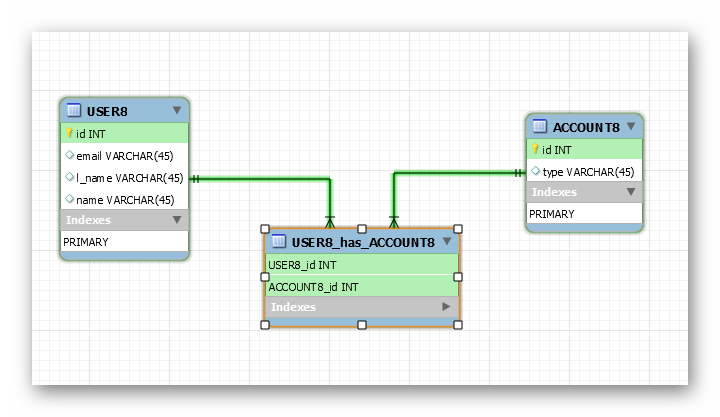 USER8
id INT
email VARCHAR(45)
l_name VARCHAR(45)
name VARCHAR(45)
Indexes
PRIMARY
ACCOUNT8
id INT
type VARCHAR(45)
Indexes
PRIMARY
USER8_has_ACCOUNT8
USER8_id INT
ACCOUNT8_id INT
Indexes